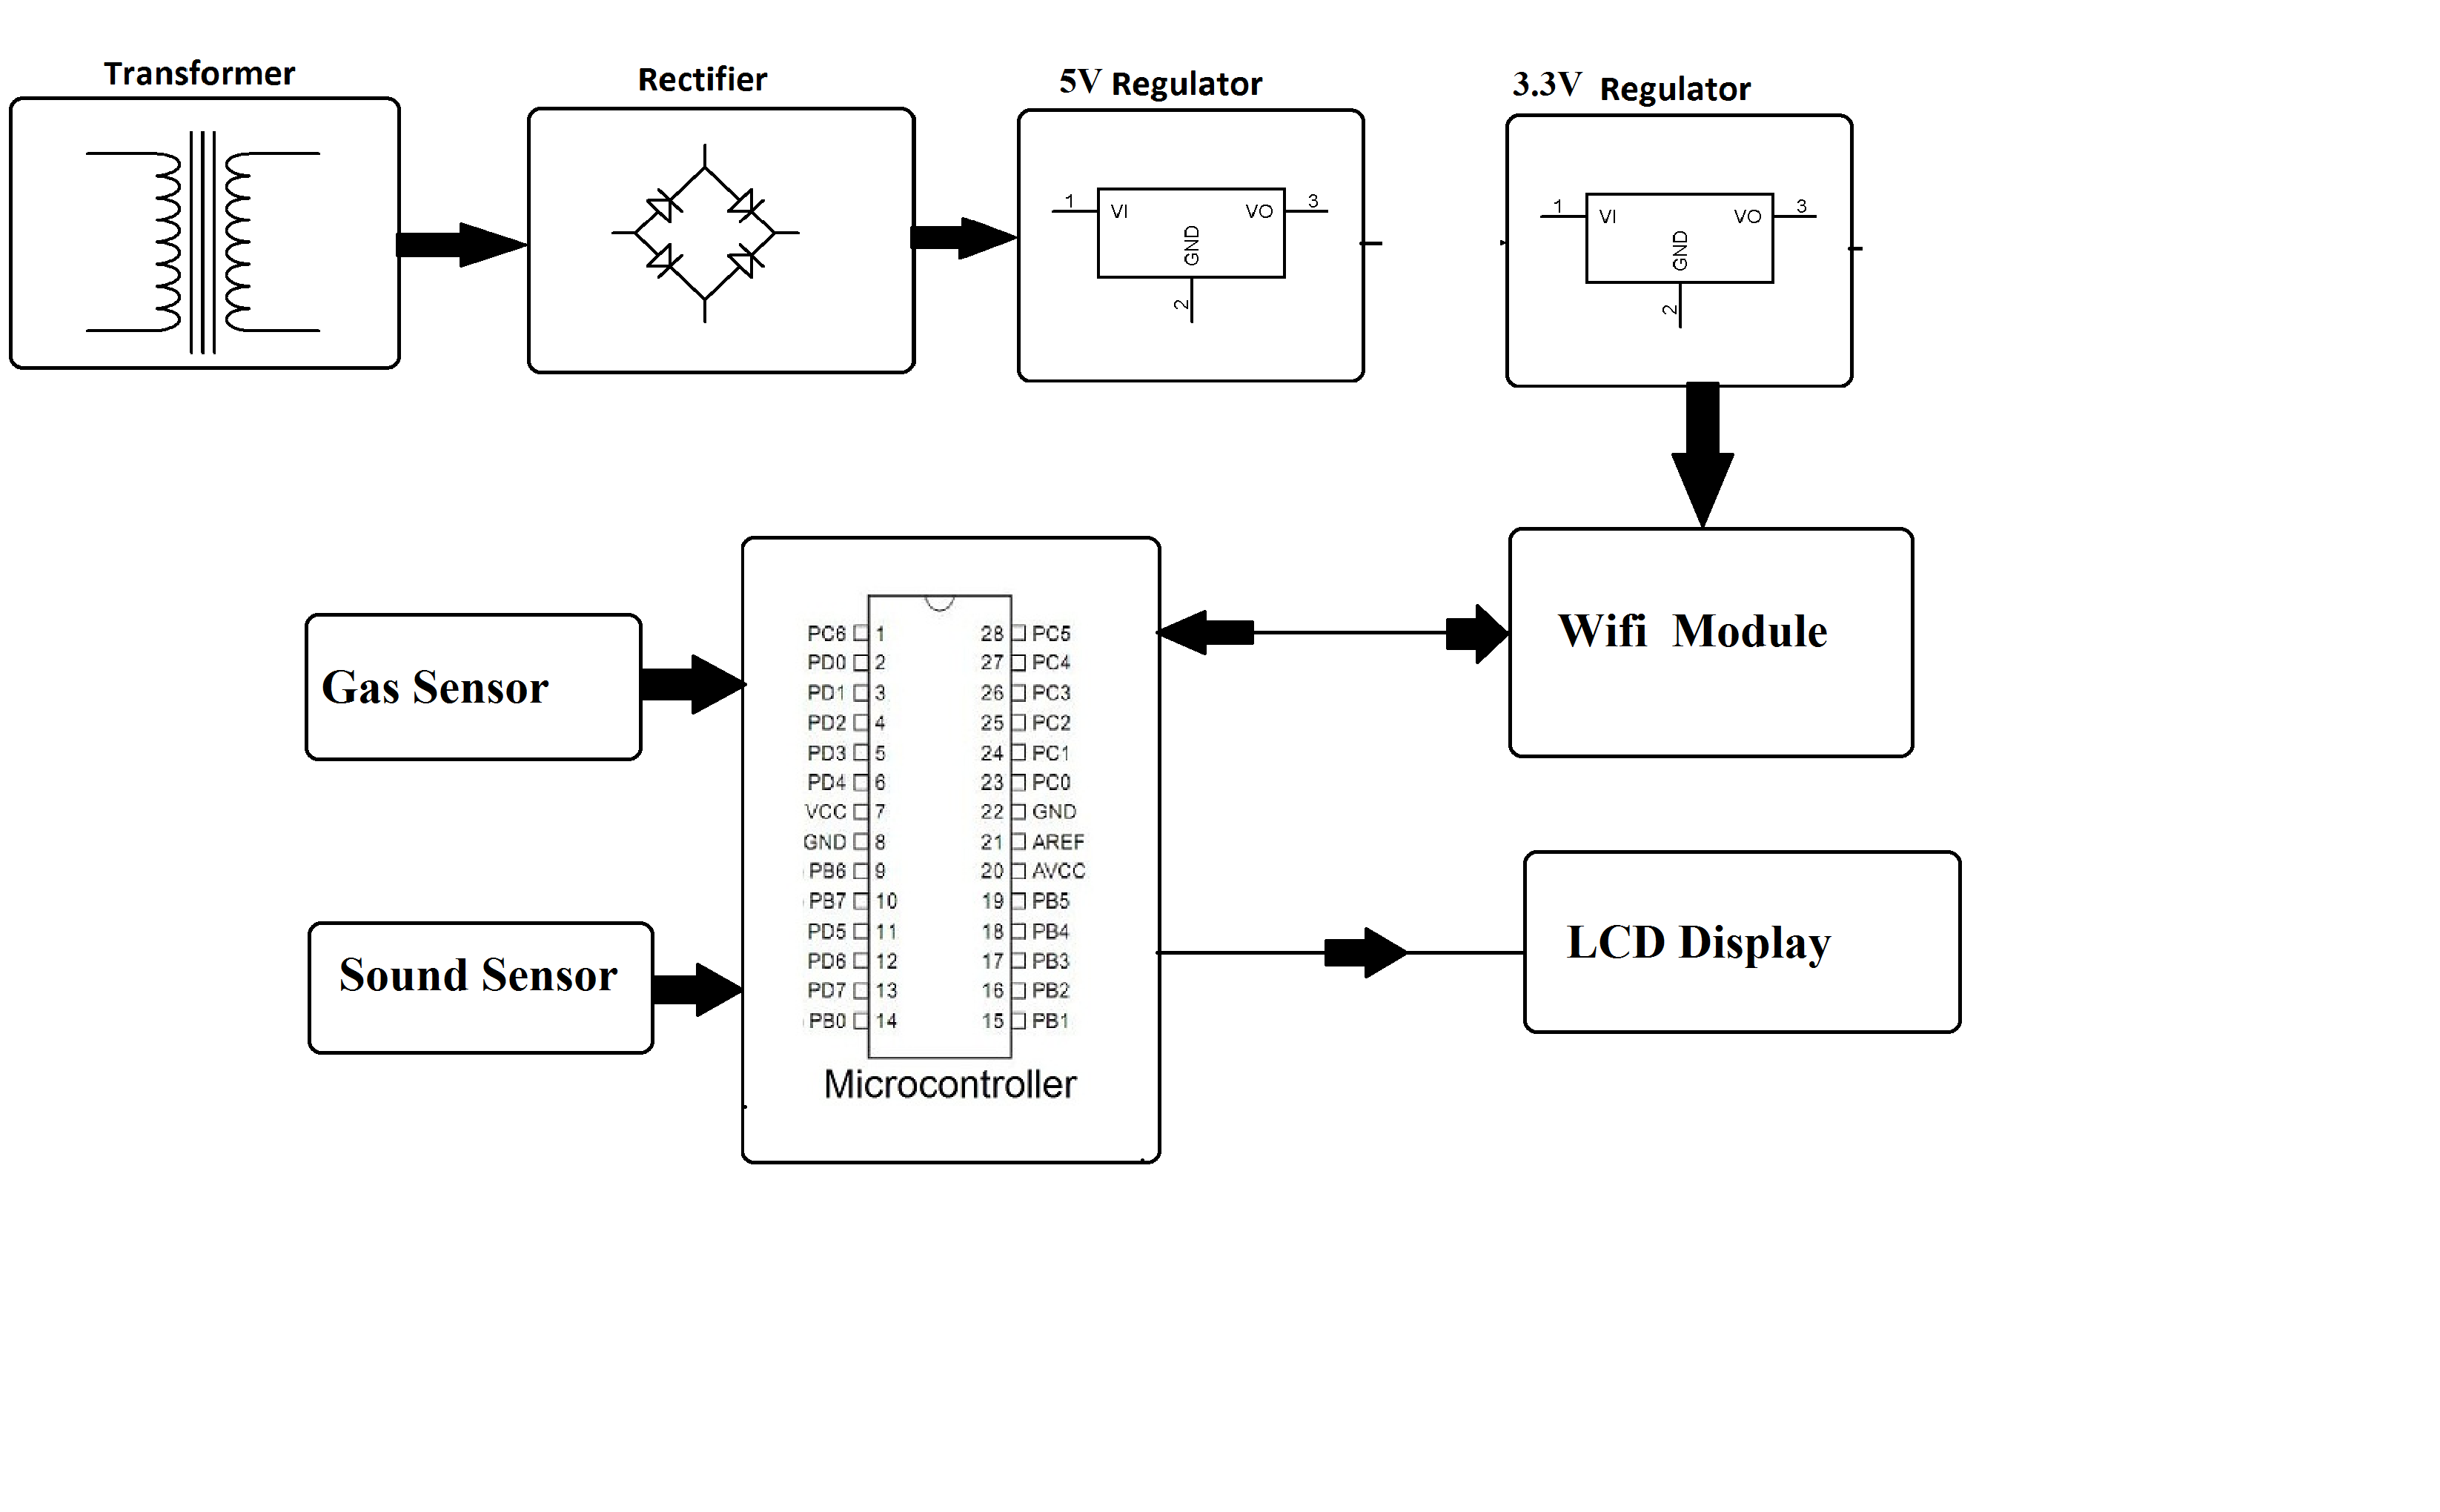 Transformer
Rectifier
5V Regulator
3.3V Regulator
1 VI VO 3
GND
2
1 VI VO 3
GND
2
Gas Sensor
Sound Sensor
PC6 1 28 PC5
PD0 2 27 PC4
PD1 3 26 PC3
PD2 4 25 PC2
PD3 5 24 PC1
PD4 6 23 PC0
VCC 7 22 GND
GND 8 21 AREF
PB6 9 20 AVCC
PB7 10 19 PB5
PD5 11 18 PB4
PD6 12 17 PB3
PD7 13 16 PB2
PB0 14 15 PB1
Microcontroller
Wifi Module
LCD Display